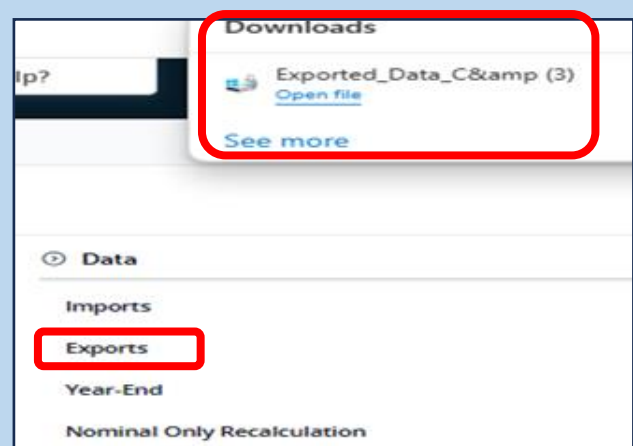 Downloads
lp?
Exported_Data_C&amp (3)
Open file
See more
Data
Imports
Exports
Year-End
Nominal Only Recalculation